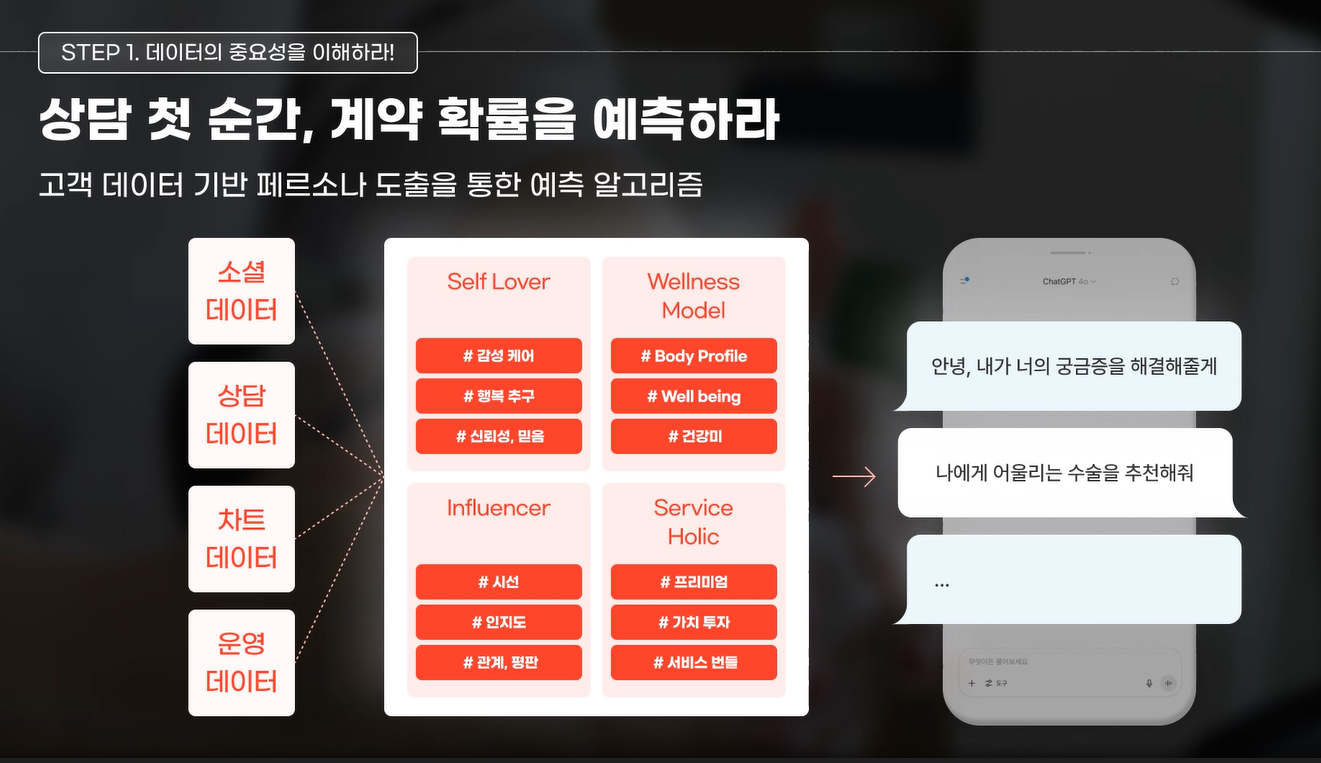 STEP 1. 데이터의 중요성을 이해하라!
상담 첫 순간, 계약 확률을 예측하라
고객 데이터 기반 페르소나 도출을 통한 예측 알고리즘
소셜
데이터
상담
데이터
차트
데이터
운영
데이터
Self Lover
# 감성 케어
# 행복 추구
# 신뢰성, 믿음
Wellness
Model
# Body Profile
# Well being
# 건강미
Influencer
# 시선
# 인지도
# 관계, 평판
Service
Holic
# 프리미엄
# 가치 투자
# 서비스 번들
ChatGPT 4o
안녕, 내가 너의 궁금증을 해결해줄게
나에게 어울리는 수술을 추천해줘
...
무엇이든 물어보세요
도구